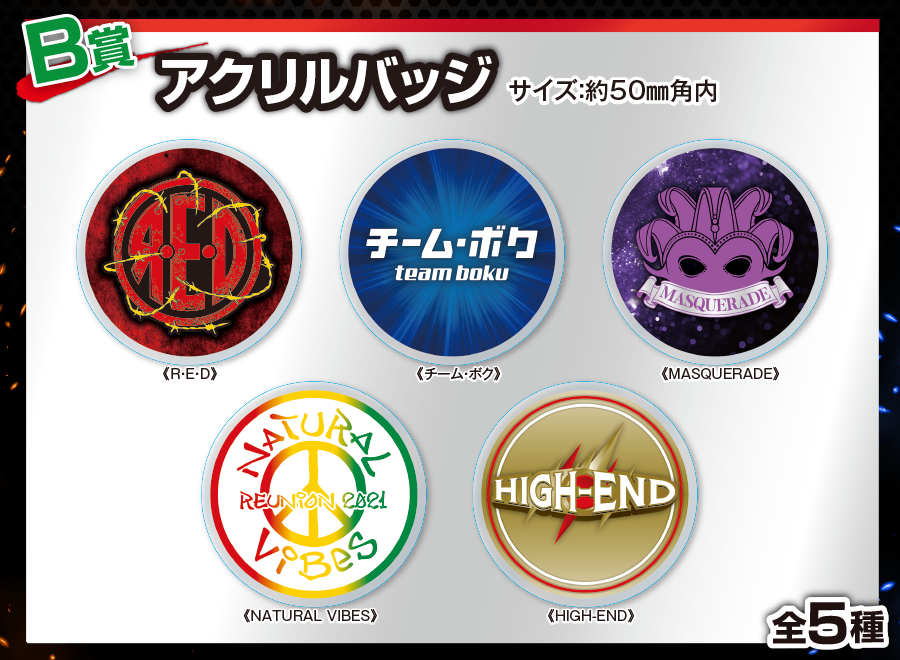 B賞
アクリルバッジ サイズ:約50㎜角内
R·E·D
チーム・ボク
team boku
MASQUERADE
《R·E·D》
《チーム・ボク》
《MASQUERADE》
NATURAL
REUNION 2021
VIBES
HIGH-END
《NATURAL VIBES》
《HIGH-END》
全5種